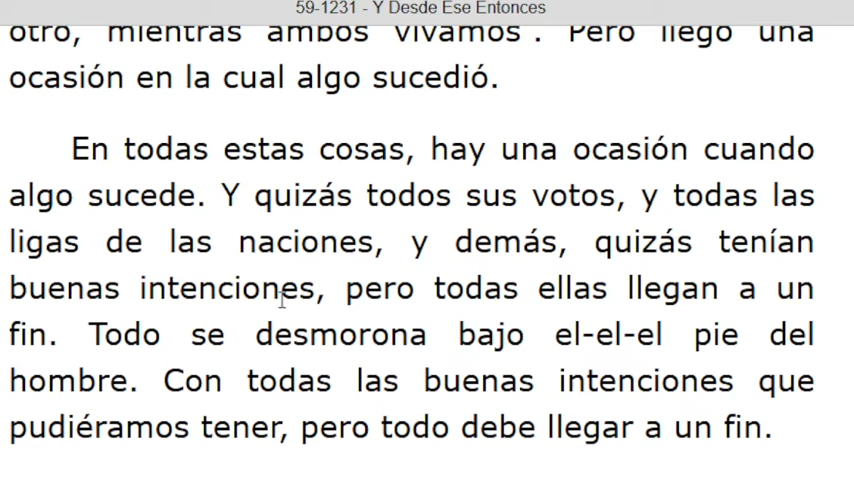 59-1231 - Y Desde Ese Entonces
otro, mientras ambos vivamos". Pero llegó una
ocasión en la cual algo sucedió.
En todas estas cosas, hay una ocasión cuando
algo sucede. Y quizás todos sus votos, y todas las
ligas de las naciones, y demás, quizás tenían
buenas intenciones, pero todas ellas llegan a un
fin. Todo se desmorona bajo el-el-el pie del
hombre. Con todas las buenas intenciones que
pudiéramos tener, pero todo debe llegar a un fin.